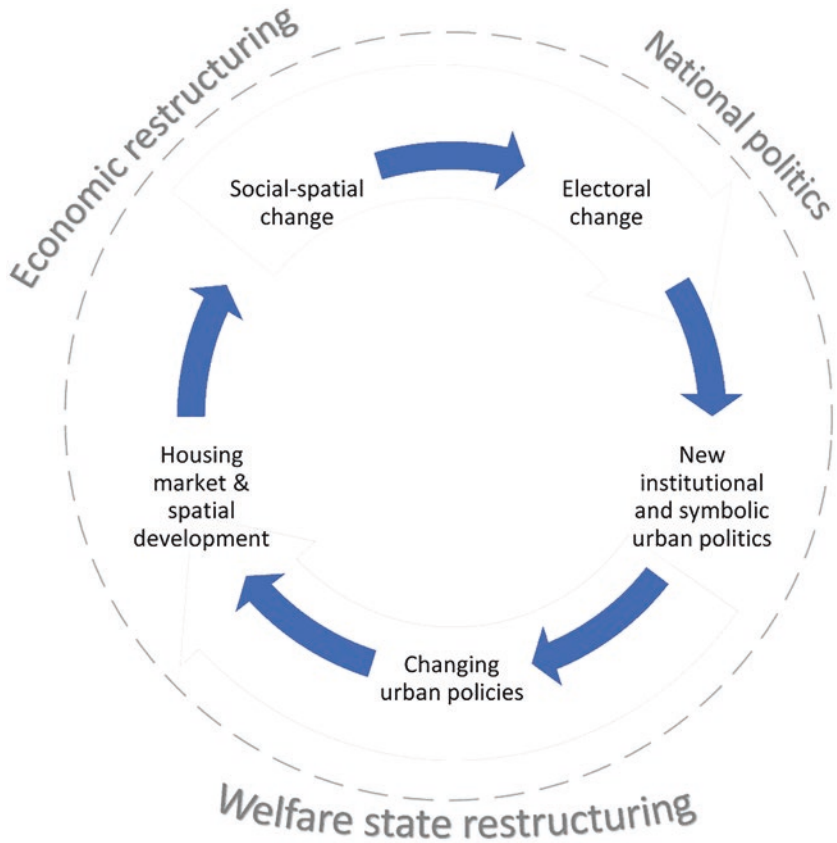 Economic restructuring
National politics
Social-spatial
change
Electoral
change
New
institutional
and symbolic
urban politics
Changing
urban policies
Housing
market &
spatial
development
Welfare state restructuring